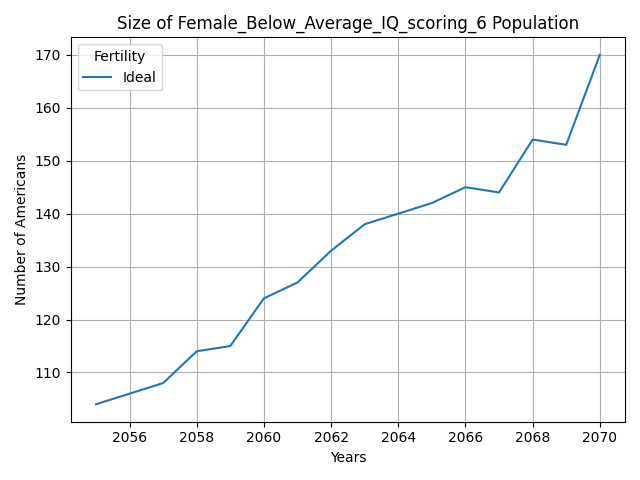 Size of Female_Below_Average_IQ_scoring_6 Population
Fertility
Ideal
Number of Americans
170
160
150
140
130
120
110
2056 2058 2060 2062 2064 2066 2068 2070
Years